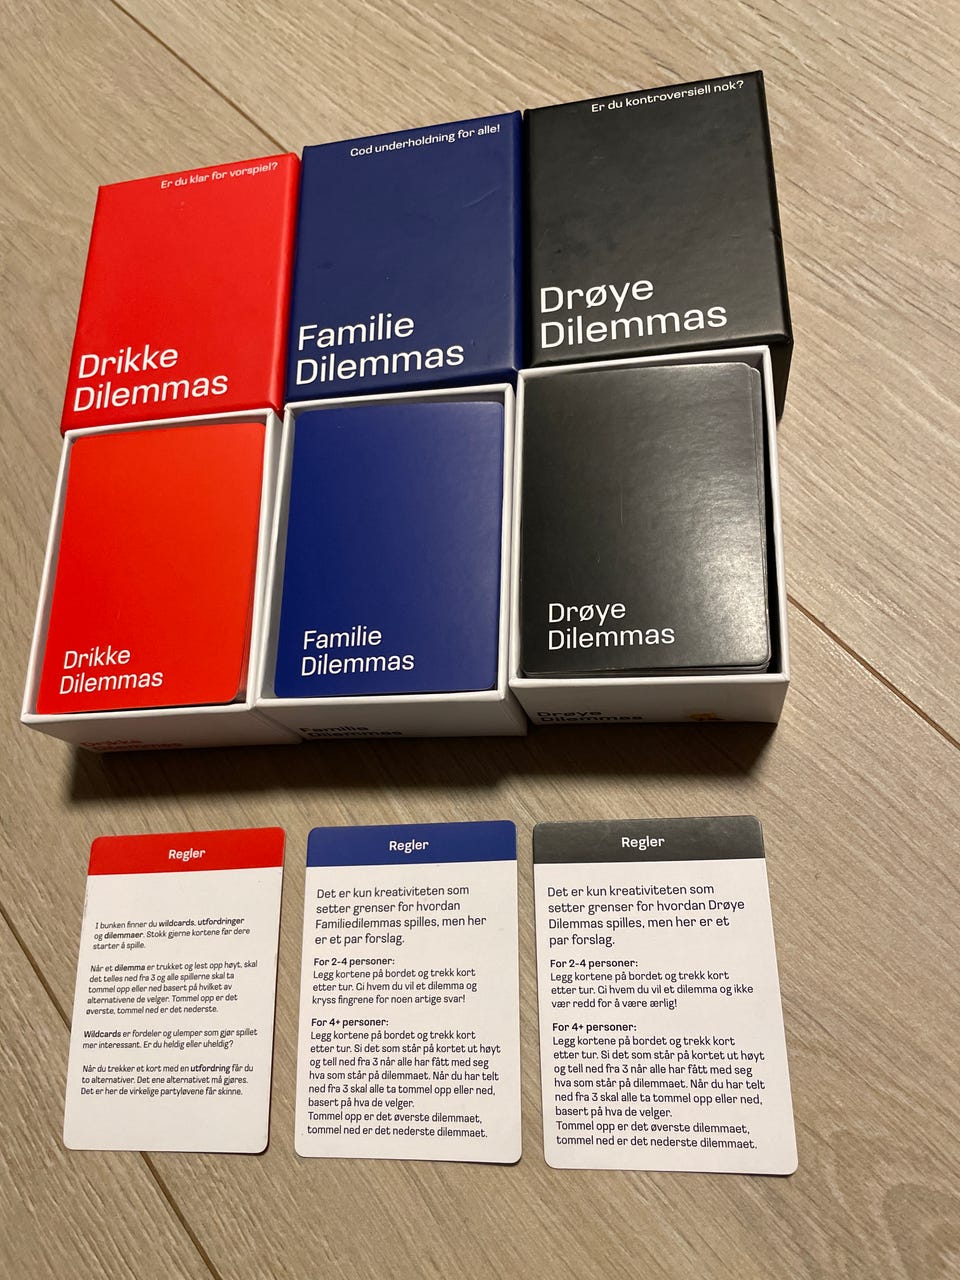 Er du klar for vorspiel?
Drikke
Dilemmas
God underholdning for alle!
Familie
Dilemmas
Er du kontroversiell nok?
Drøye
Dilemmas
Drikke
Dilemmas
Familie
Dilemmas
Drøye
Dilemmas
Drikke
Dilemmas
Familie
Dilemmas
Drøye
Dilemmas
Regler
I bunken finner du wildcards, utfordringer
og dilemmaer. Stokk gjerne kortene før dere
starter å spille.
Når et dilemma er trukket og lest opp høyt, skal
det telles ned fra 3 og alle spillerne skal ta
tommel opp eller ned basert på hvilket av
alternativene de velger. Tommel opp er det
øverste, tommel ned er det nederste.
Wildcards er fordeler og ulemper som gjør spillet
mer interessant. Er du heldig eller uheldig?
Når du trekker et kort med en utfordring får du
to alternativer. Det ene alternativet må gjøres.
Det er her de virkelige partyløvene får skinne.
Regler
Det er kun kreativiteten som
setter grenser for hvordan
Familiedilemmas spilles, men her
er et par forslag.
For 2-4 personer:
Legg kortene på bordet og trekk kort
etter tur. Gi hvem du vil et dilemma og
kryss fingrene for noen artige svar!
For 4+ personer:
Legg kortene på bordet og trekk kort
etter tur. Si det som står på kortet ut høyt
og tell ned fra 3 når alle har fått med seg
hva som står på dilemmaet. Når du har telt
ned fra 3 skal alle ta tommel opp eller ned,
basert på hva de velger.
Tommel opp er det øverste dilemmaet,
tommel ned er det nederste dilemmaet.
Regler
Det er kun kreativiteten som
setter grenser for hvordan Drøye
Dilemmas spilles, men her er et
par forslag.
For 2-4 personer:
Legg kortene på bordet og trekk kort
etter tur. Gi hvem du vil et dilemma og ikke
vær redd for å være ærlig!
For 4+ personer:
Legg kortene på bordet og trekk kort
etter tur. Si det som står på kortet ut høyt
og tell ned fra 3 når alle har fått med seg
hva som står på dilemmaet. Når du har telt
ned fra 3 skal alle ta tommel opp eller ned,
basert på hva de velger.
Tommel opp er det øverste dilemmaet,
tommel ned er det nederste dilemmaet.